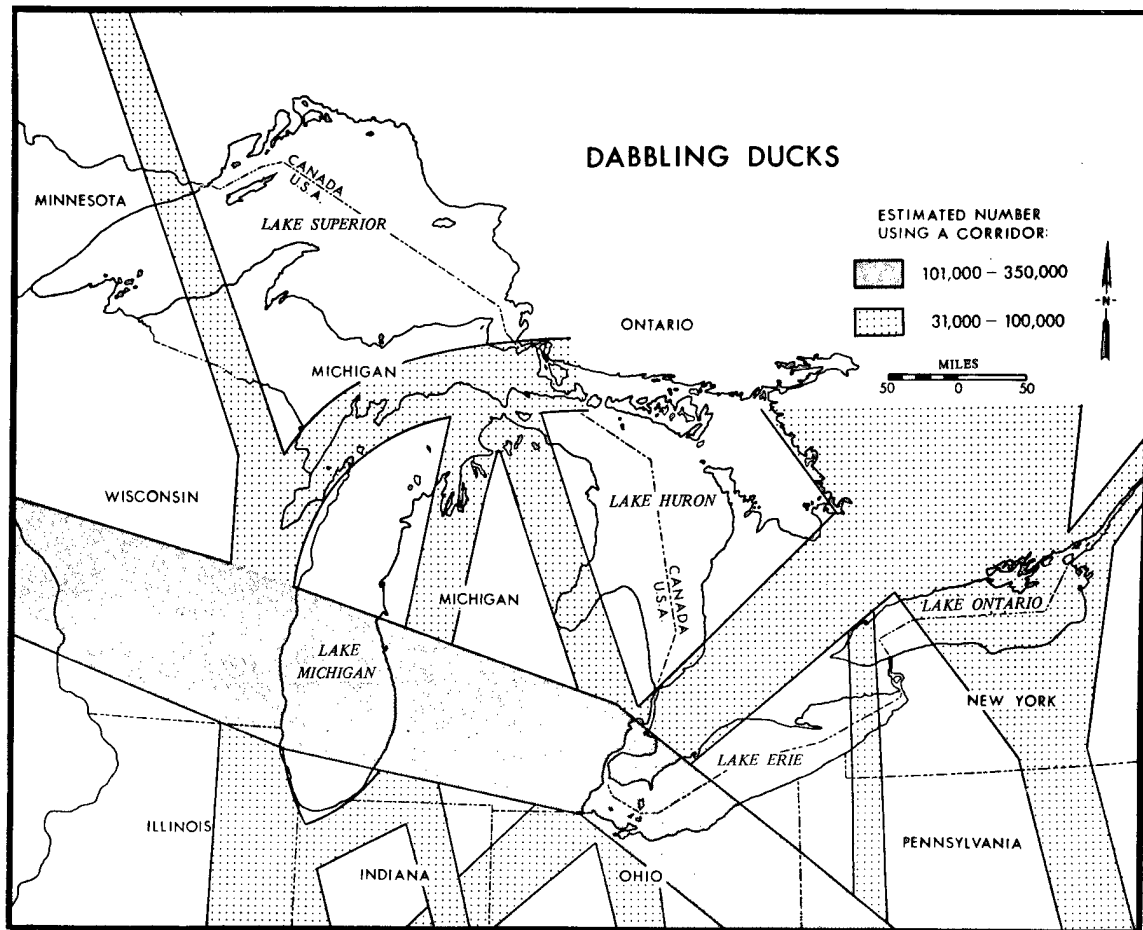 DABBLING DUCKS
CANADA
U.S.A.
MINNESOTA
LAKE SUPERIOR
ESTIMATED NUMBER
USING A CORRIDOR:
101,000 – 350,000
31,000 – 100,000
-N-
ONTARIO
MILES
50 0 50
MICHIGAN
WISCONSIN
LAKE HURON
CANADA
U.S.A.
MICHIGAN
LAKE ONTARIO
LAKE
MICHIGAN
NEW YORK
LAKE ERIE
ILLINOIS
PENNSYLVANIA
INDIANA
OHIO